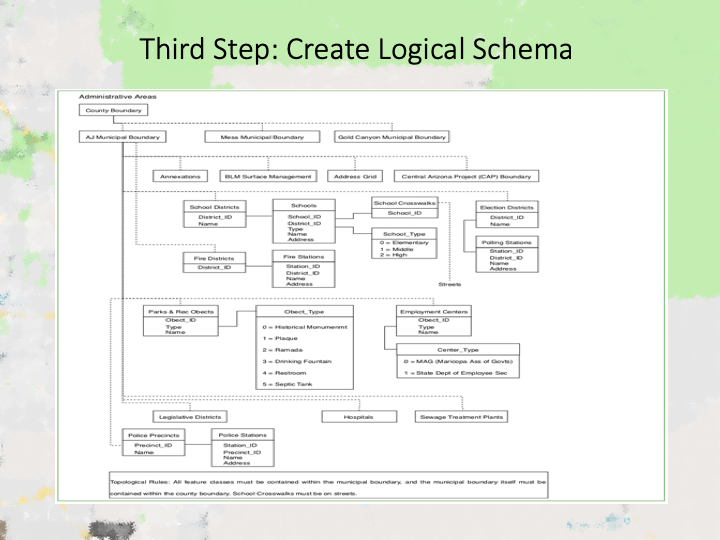 Third Step: Create Logical Schema
Administrative Areas
County Boundary
AJ Municipal Boundary
Mesa Municipal Boundary
Gold Canyon Municipal Boundary
Annexations
BLM Surface Management
Address Grid
Central Arizona Project (CAP) Boundary
School Districts
District_ID
Name
Schools
School_ID
District_ID
Type
Name
Address
School Crosswalks
School_ID
School_Type
0 = Elementary
1 = Middle
2 = High
Election Districts
District_ID
Name
Polling Stations
Station_ID
District_ID
Name
Address
Streets
Fire Districts
District_ID
Fire Stations
Station_ID
District_ID
Name
Address
Parks & Rec Obects
Obect_ID
Type
Name
Obect_Type
0 = Historical Monumenmt
1 = Plaque
2 = Ramada
3 = Drinking Fountain
4 = Restroom
5 = Septic Tank
Employment Centers
Obect_ID
Type
Name
Center_Type
0 = MAG (Maricopa Ass of Govts)
1 = State Dept of Employee Sec
Legislative Districts
Hospitals
Sewage Treatment Plants
Police Precincts
Precinct_ID
Name
Police Stations
Station_ID
Precinct_ID
Name
Address
Topological Rules: All feature classes must be contained within the municipal boundary, and the municipal boundary itself must be
contained within the county boundary. School Crosswalks must be on streets.